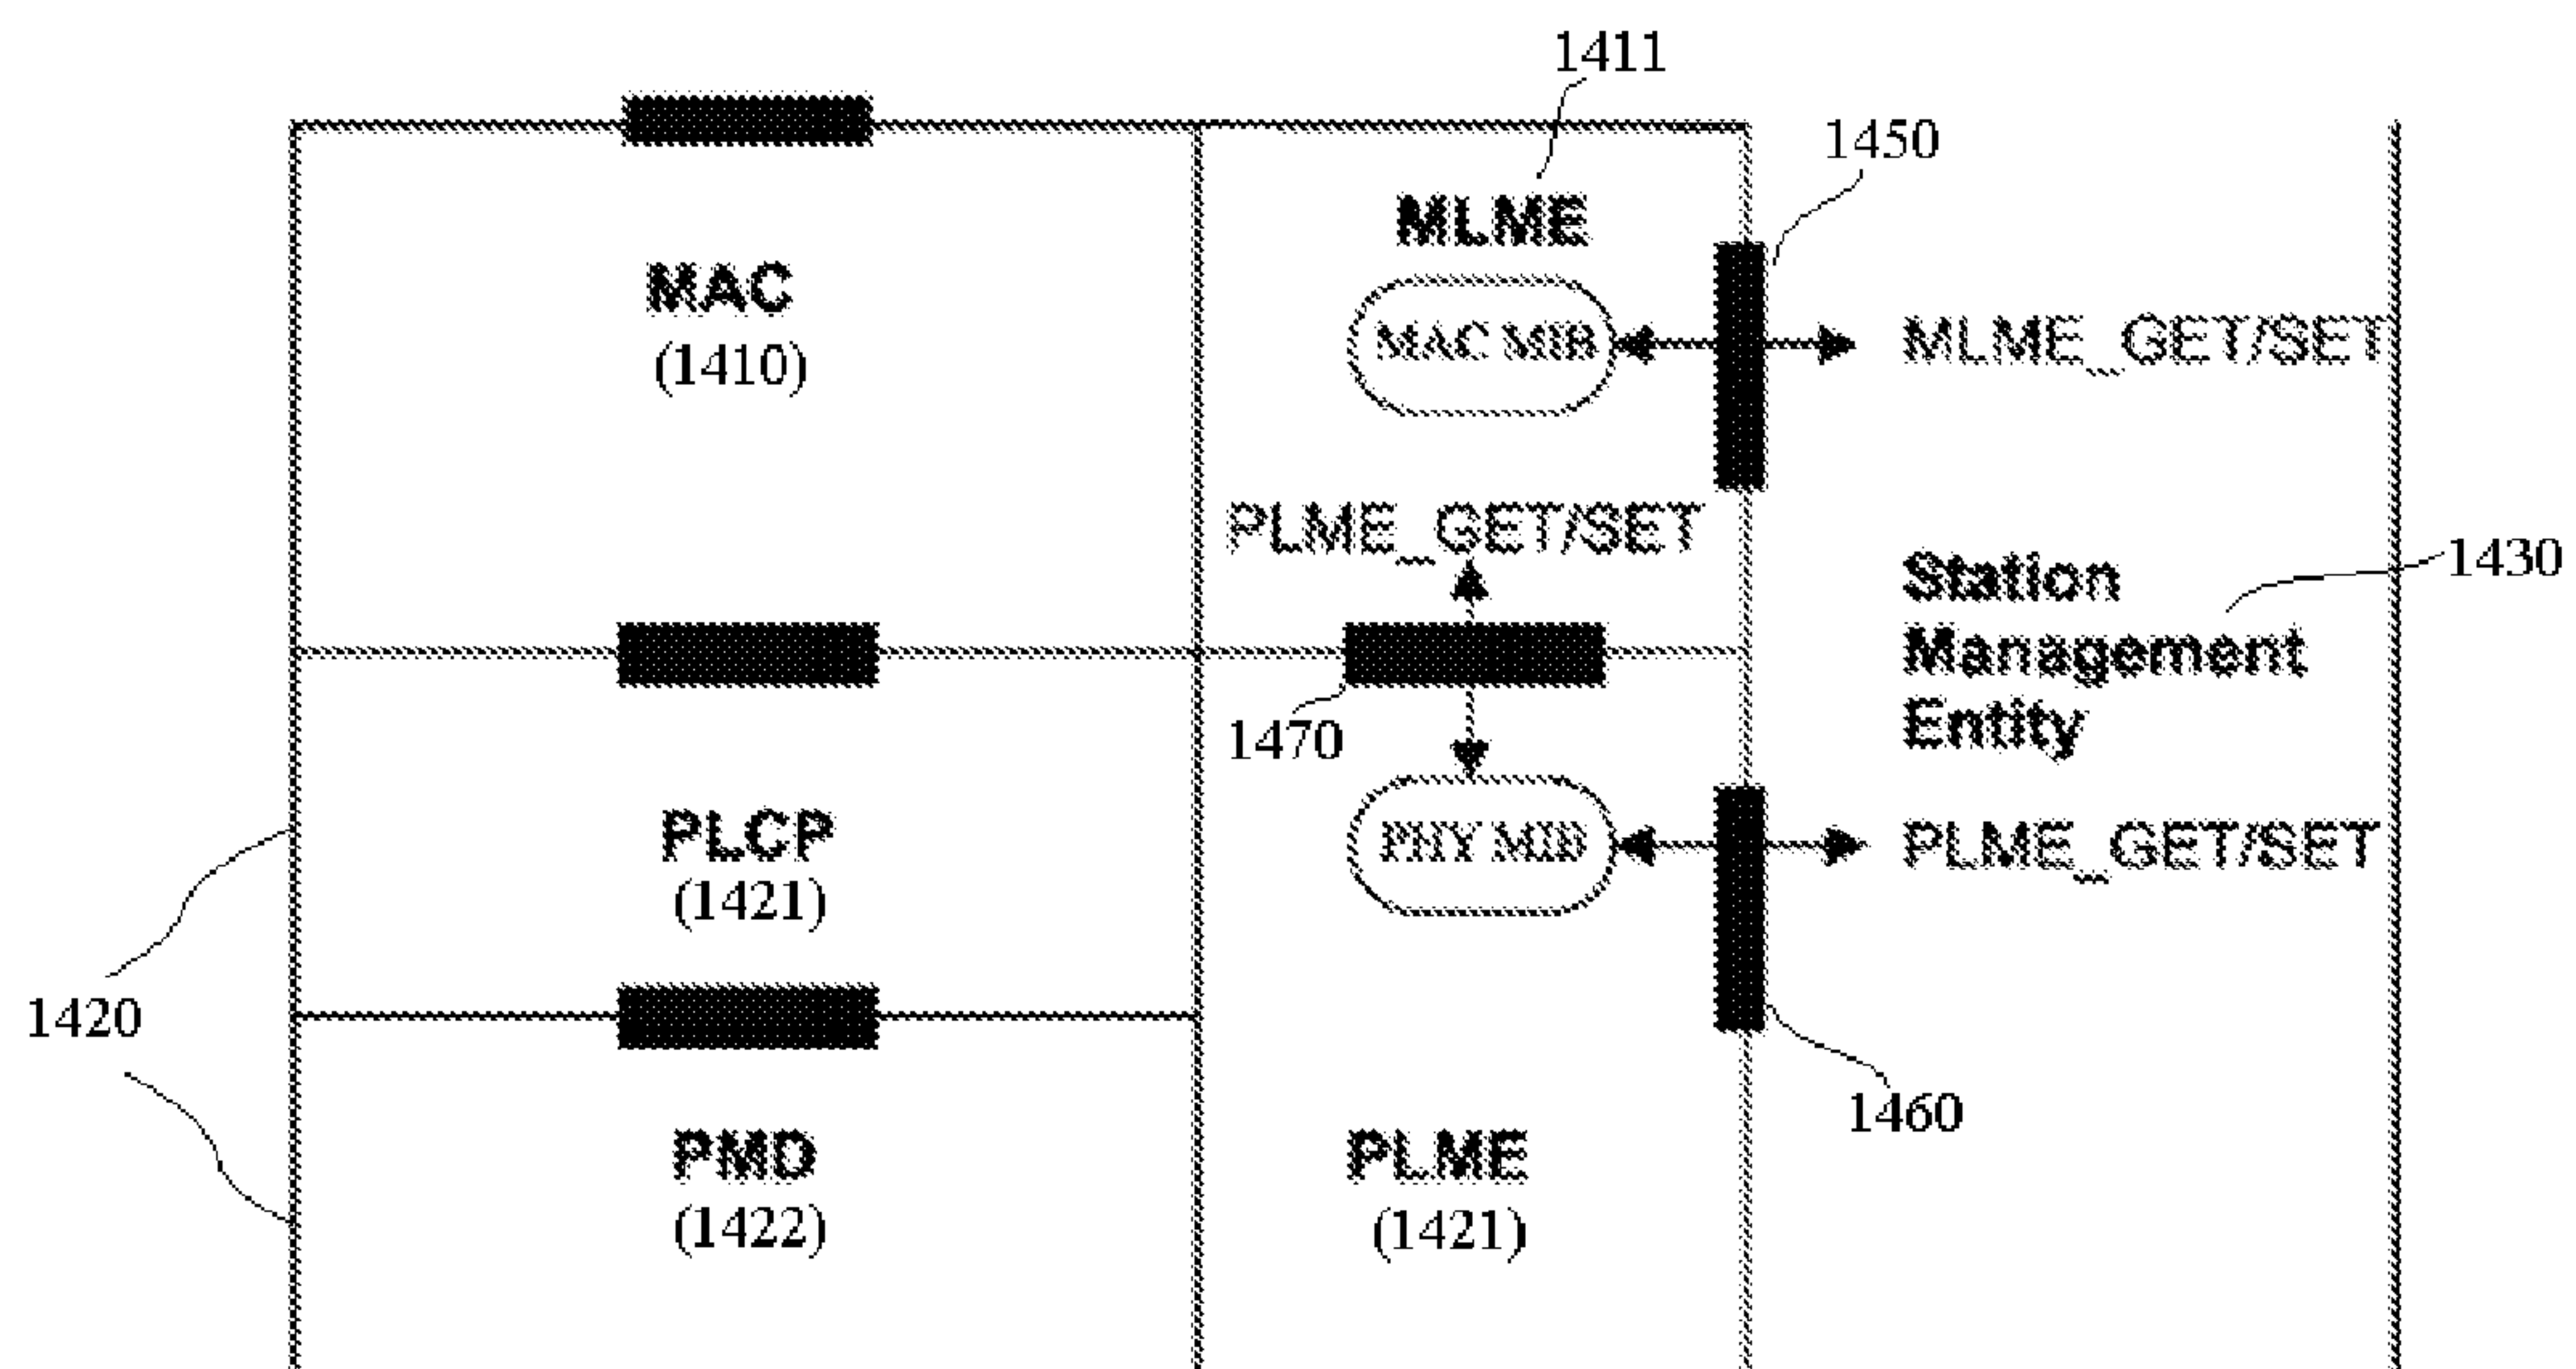 1411
1450
MLME
MAC
(1410)
MAC MIB
MLME_GET/SET
PLME_GET/SET
Station
Management
Entity
1430
1470
PLCP
(1421)
PHY MIB
PLME_GET/SET
1420
1460
PMD
(1422)
PLME
(1421)